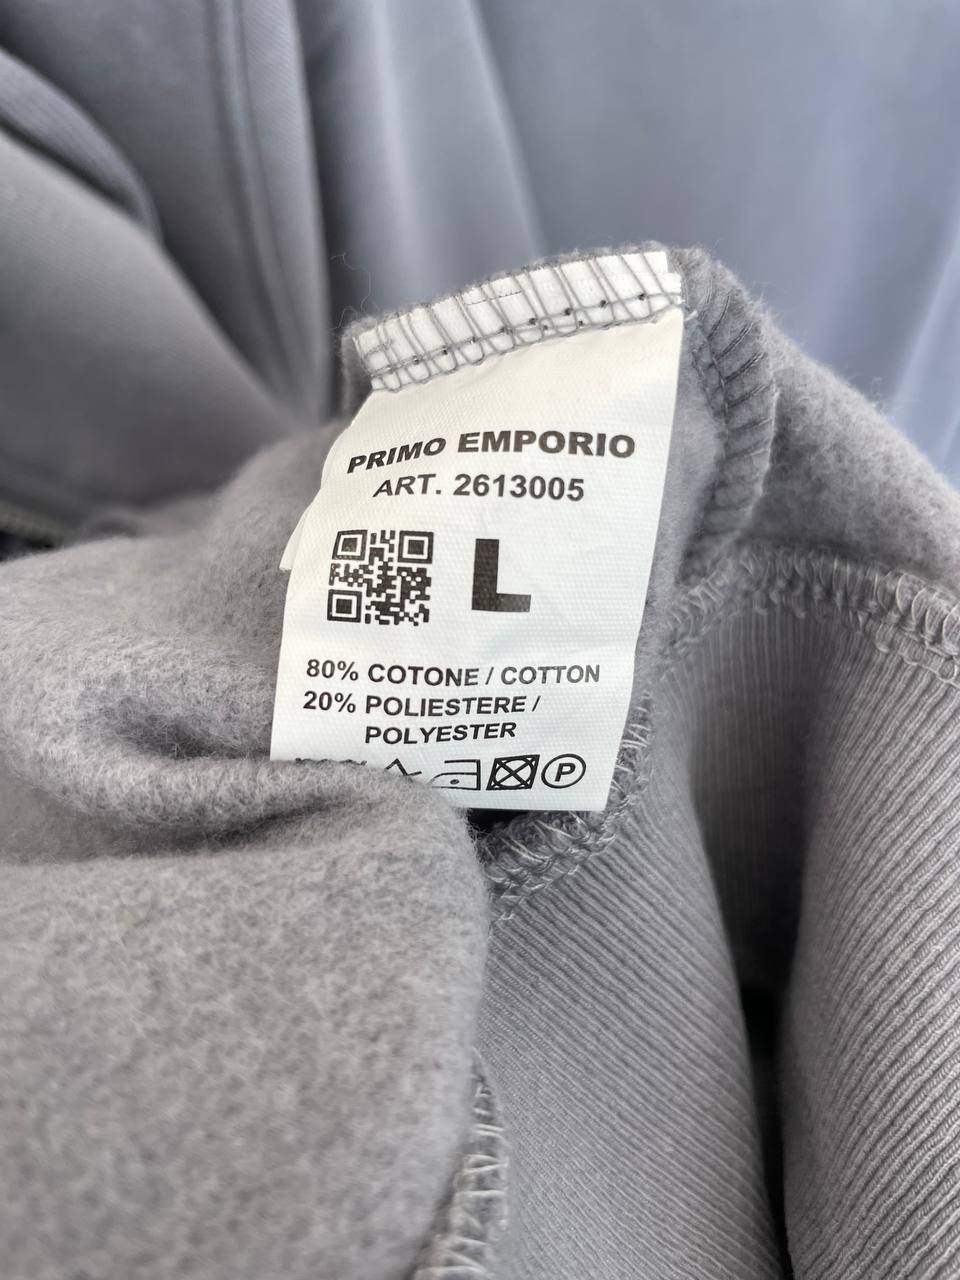 PRIMO EMPORIO
ART. 2613005
L
80% COTONE / COTTON
20% POLIESTERE /
POLYESTER
P